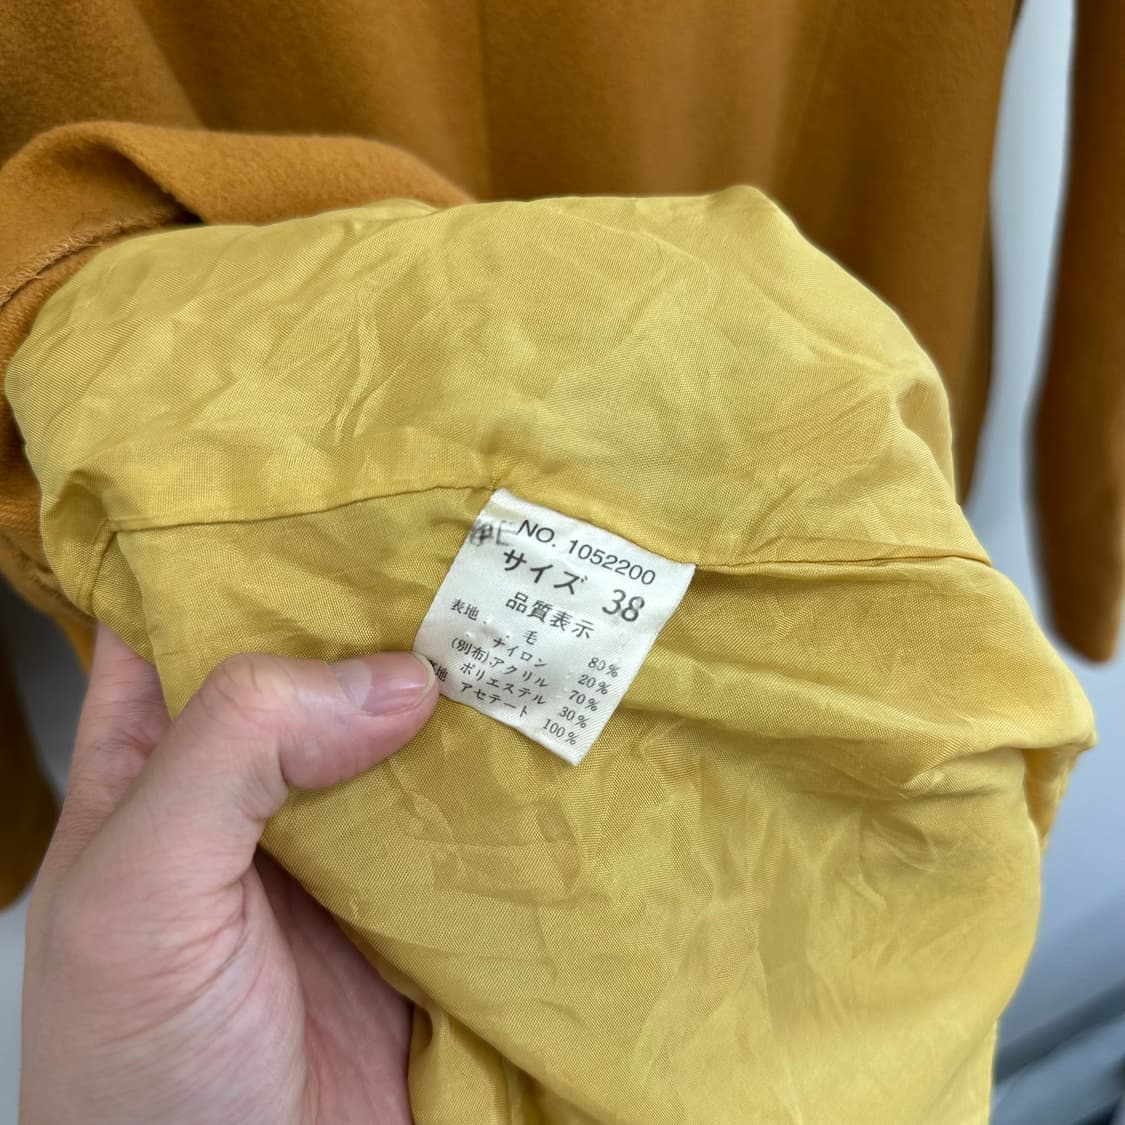 NO. 1052200
サイズ 38
品質表示
表地 毛 80%
ナイロン 20%
(別布)アクリル 70%
ポリエステル 30%
地 アセテート 100%